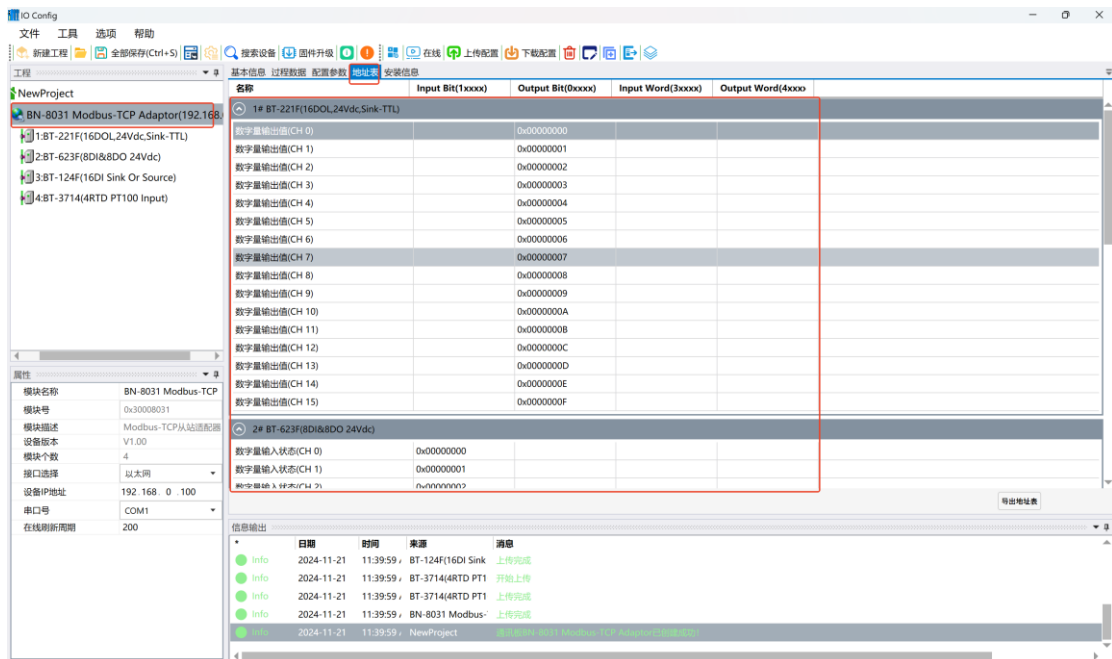 IO Config
文件 工具 选项 帮助
新建工程 全部保存(Ctrl+S) 搜索设备 固件升级 在线 上传配置 下载配置
工程
NewProject
BN-8031 Modbus-TCP Adaptor(192.168.
1:BT-221F(16DOL,24Vdc,Sink-TTL)
2:BT-623F(8DI&8DO 24Vdc)
3:BT-124F(16DI Sink Or Source)
4:BT-3714(4RTD PT100 Input)
属性
模块名称 BN-8031 Modbus-TCP
模块号 0x30008031
模块描述 Modbus-TCP从站适配器
设备版本 V1.00
模块个数 4
接口选择 以太网
设备IP地址 192 . 168 . 0 . 100
串口号 COM1
在线刷新周期 200
基本信息 过程数据 配置参数 地址表 安装信息
名称 Input Bit(1xxxx) Output Bit(0xxxx) Input Word(3xxxx) Output Word(4xxxx)
1# BT-221F(16DOL,24Vdc,Sink-TTL)
数字量输出值(CH 0) 0x00000000
数字量输出值(CH 1) 0x00000001
数字量输出值(CH 2) 0x00000002
数字量输出值(CH 3) 0x00000003
数字量输出值(CH 4) 0x00000004
数字量输出值(CH 5) 0x00000005
数字量输出值(CH 6) 0x00000006
数字量输出值(CH 7) 0x00000007
数字量输出值(CH 8) 0x00000008
数字量输出值(CH 9) 0x00000009
数字量输出值(CH 10) 0x0000000A
数字量输出值(CH 11) 0x0000000B
数字量输出值(CH 12) 0x0000000C
数字量输出值(CH 13) 0x0000000D
数字量输出值(CH 14) 0x0000000E
数字量输出值(CH 15) 0x0000000F
2# BT-623F(8DI&8DO 24Vdc)
数字量输入状态(CH 0) 0x00000000
数字量输入状态(CH 1) 0x00000001
数字量输入状态(CH 2) 0x00000002
导出地址表
信息输出
* 日期 时间 来源 消息
Info 2024-11-21 11:39:59 BT-124F(16DI Sink 上传完成
Info 2024-11-21 11:39:59 BT-3714(4RTD PT1 开始上传
Info 2024-11-21 11:39:59 BT-3714(4RTD PT1 上传完成
Info 2024-11-21 11:39:59 BN-8031 Modbus- 上传完成
Info 2024-11-21 11:39:59 NewProject 通讯板BN-8031 Modbus-TCP Adaptor已创建成功!